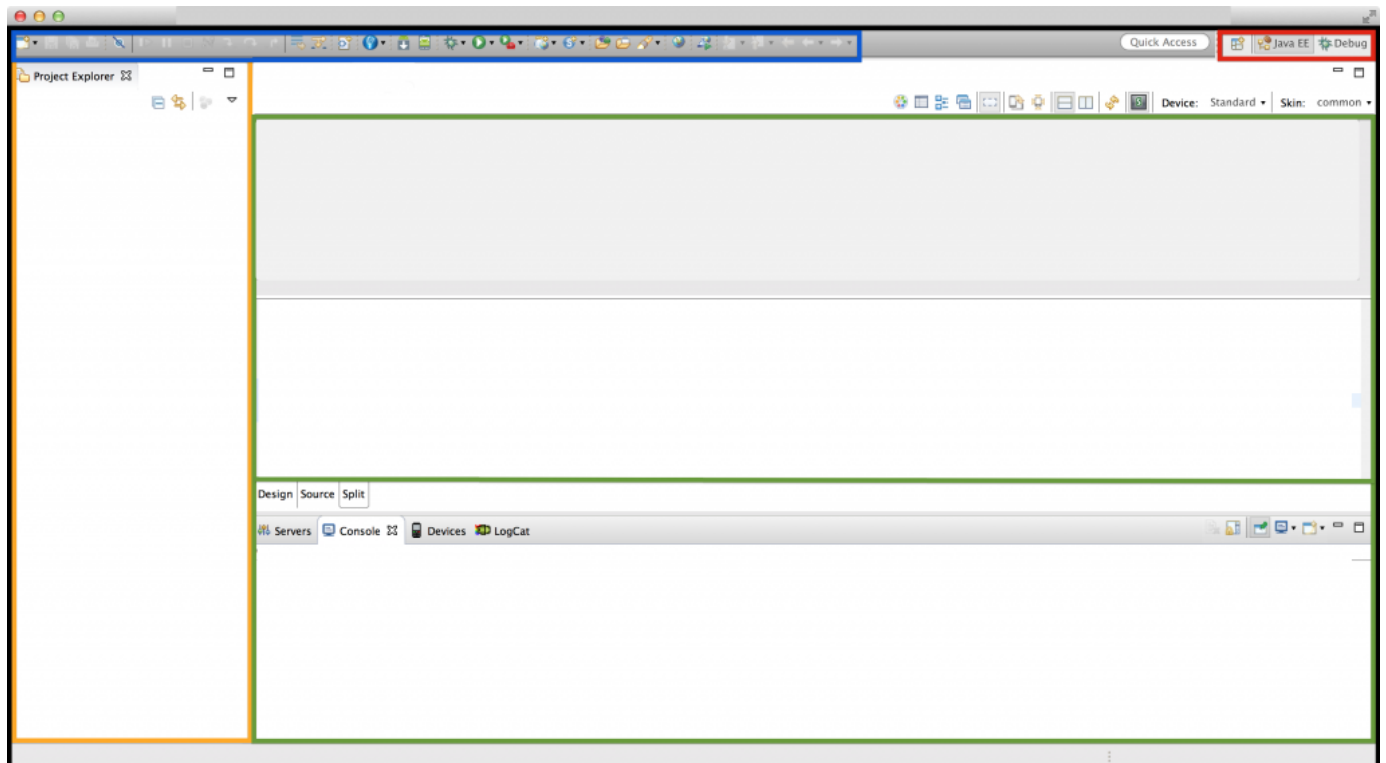 Quick Access Java EE Debug
Project Explorer
Device: Standard Skin: common
Design Source Split
Servers Console Devices LogCat